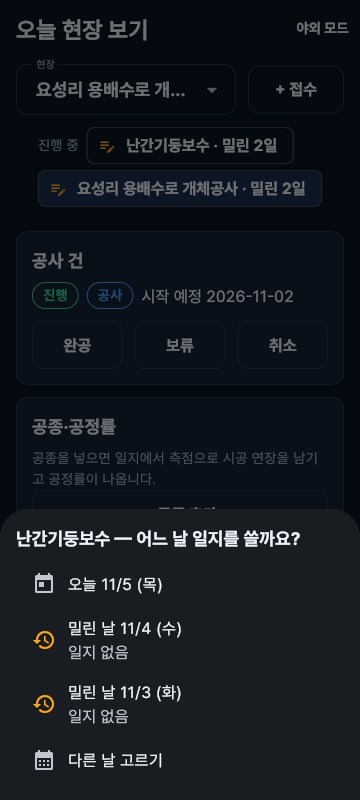 오늘 현장 보기
야외 모드
현장
요성리 용배수로 개...
+ 접수
진행 중
난간기둥보수 · 밀린 2일
요성리 용배수로 개체공사 · 밀린 2일
공사 건
진행
공사
시작 예정 2026-11-02
완공
보류
취소
공종·공정률
공종을 넣으면 일지에서 측점으로 시공 연장을 남기
고 공정률이 나옵니다.
난간기둥보수 — 어느 날 일지를 쓸까요?
오늘 11/5 (목)
밀린 날 11/4 (수)
일지 없음
밀린 날 11/3 (화)
일지 없음
다른 날 고르기